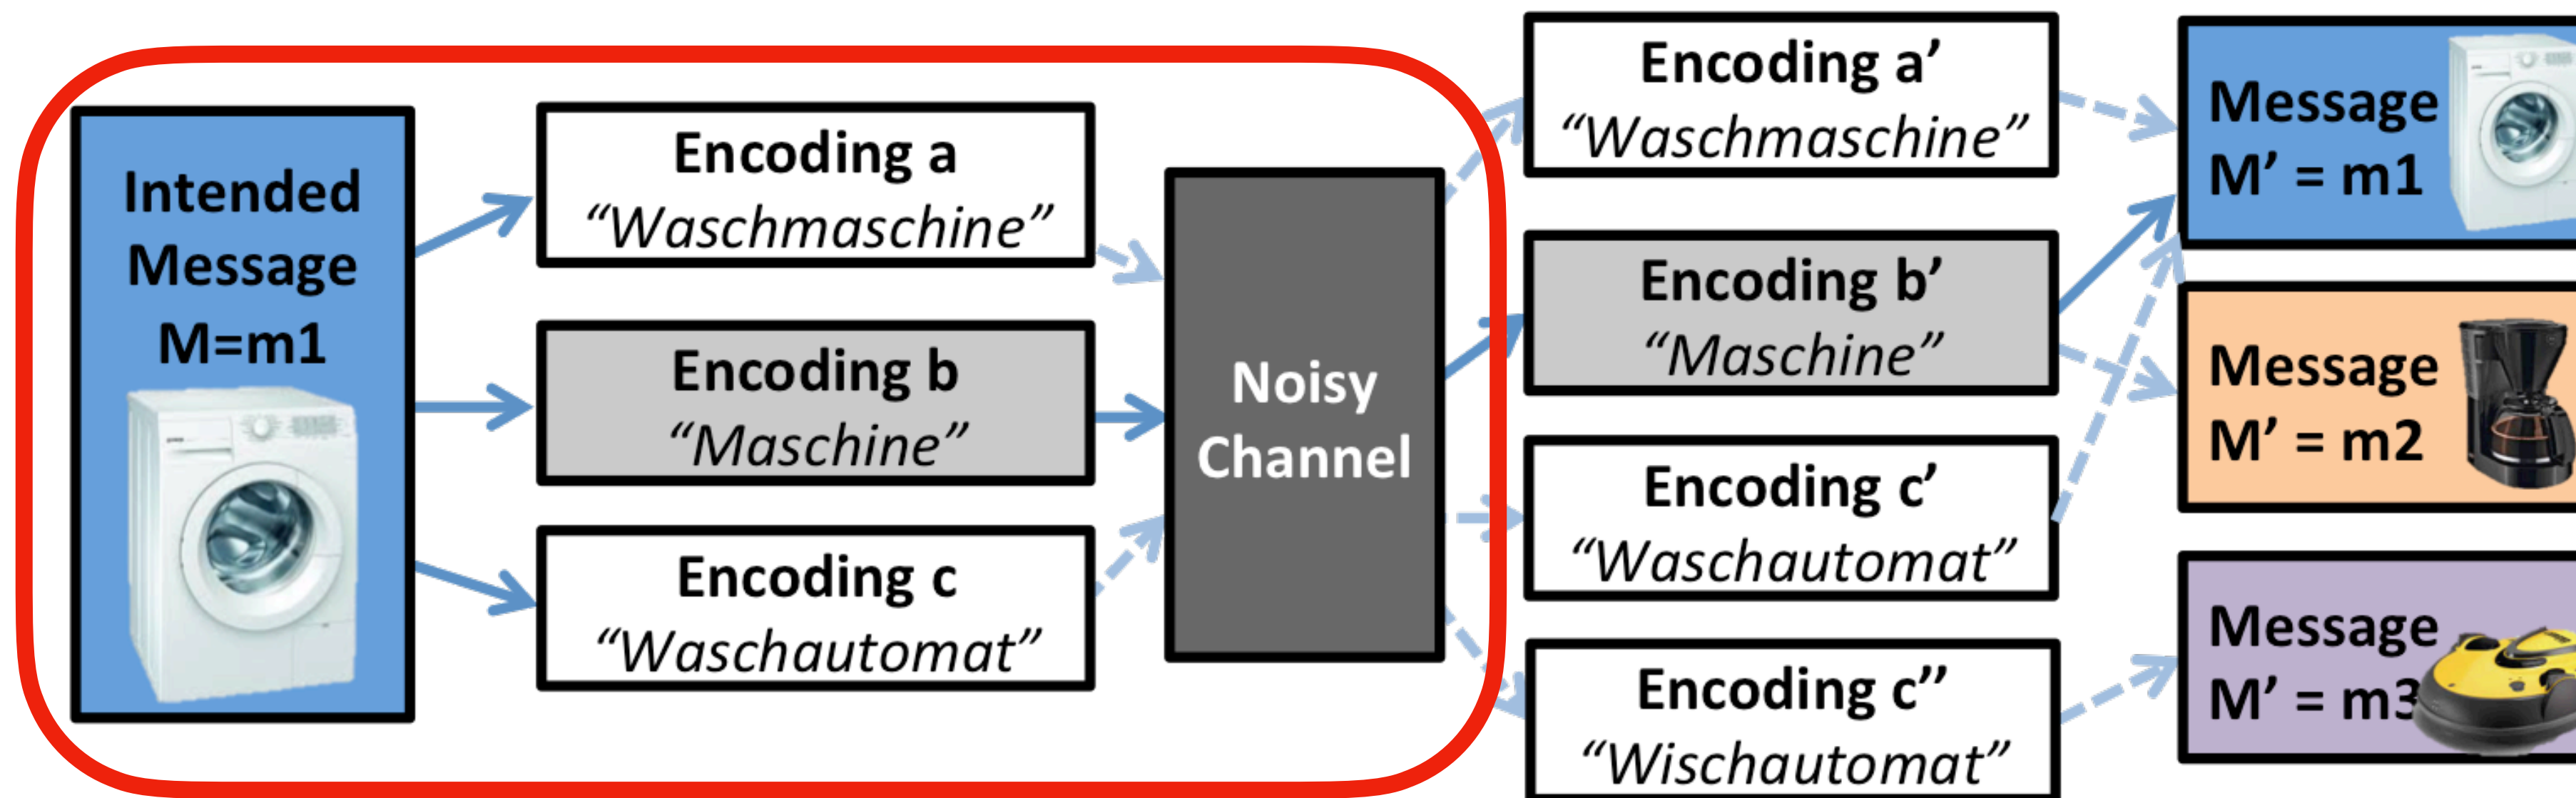 Intended
Message
M=m1
Encoding a
“Waschmaschine”
Encoding b
“Maschine”
Encoding c
“Waschautomat”
Noisy
Channel
Encoding a’
“Waschmaschine”
Encoding b’
“Maschine”
Encoding c’
“Waschautomat”
Encoding c’’
“Wischautomat”
Message
M’ = m1
Message
M’ = m2
Message
M’ = m3